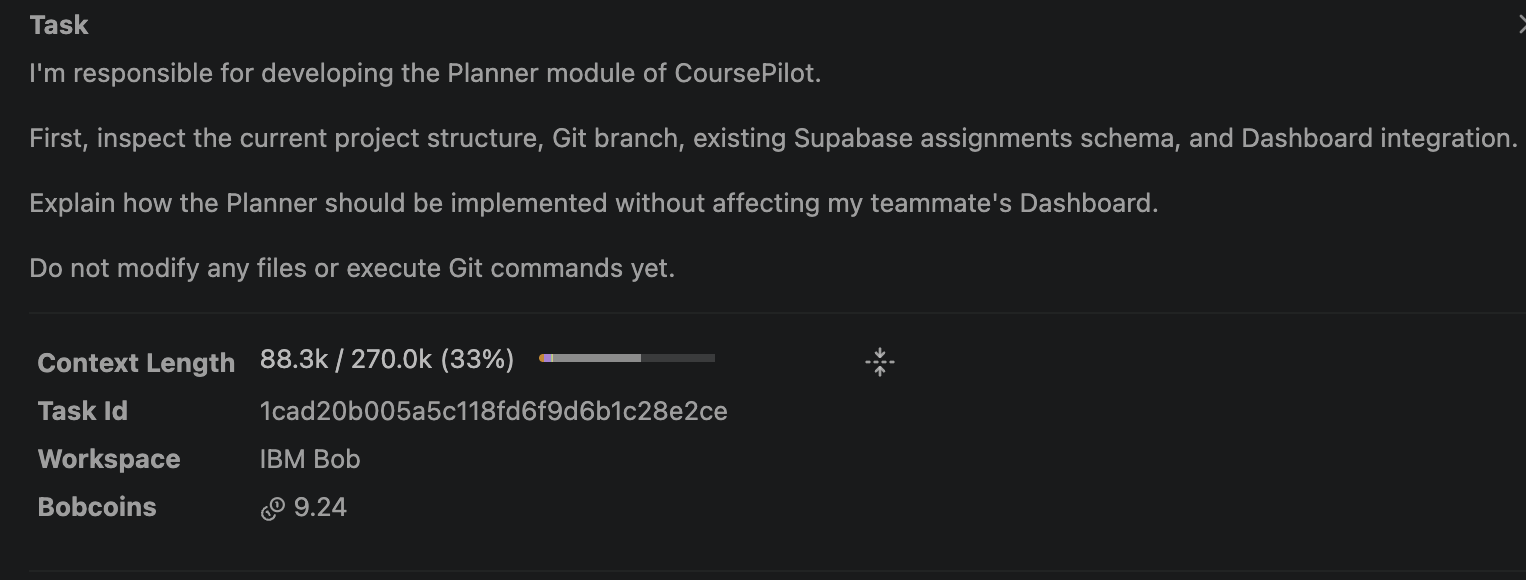 Task
I'm responsible for developing the Planner module of CoursePilot.
First, inspect the current project structure, Git branch, existing Supabase assignments schema, and Dashboard integration.
Explain how the Planner should be implemented without affecting my teammate's Dashboard.
Do not modify any files or execute Git commands yet.
Context Length 88.3k / 270.0k (33%)
Task Id 1cad20b005a5c118fd6f9d6b1c28e2ce
Workspace IBM Bob
Bobcoins 9.24